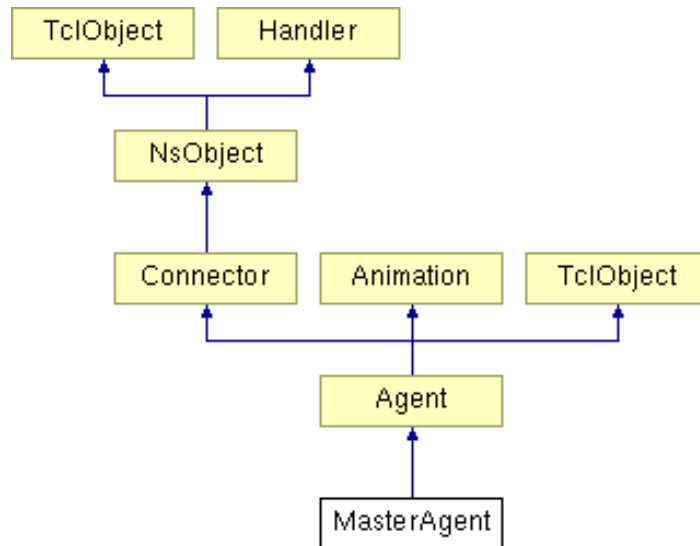 TclObject
Handler
NsObject
Connector
Animation
TclObject
Agent
MasterAgent